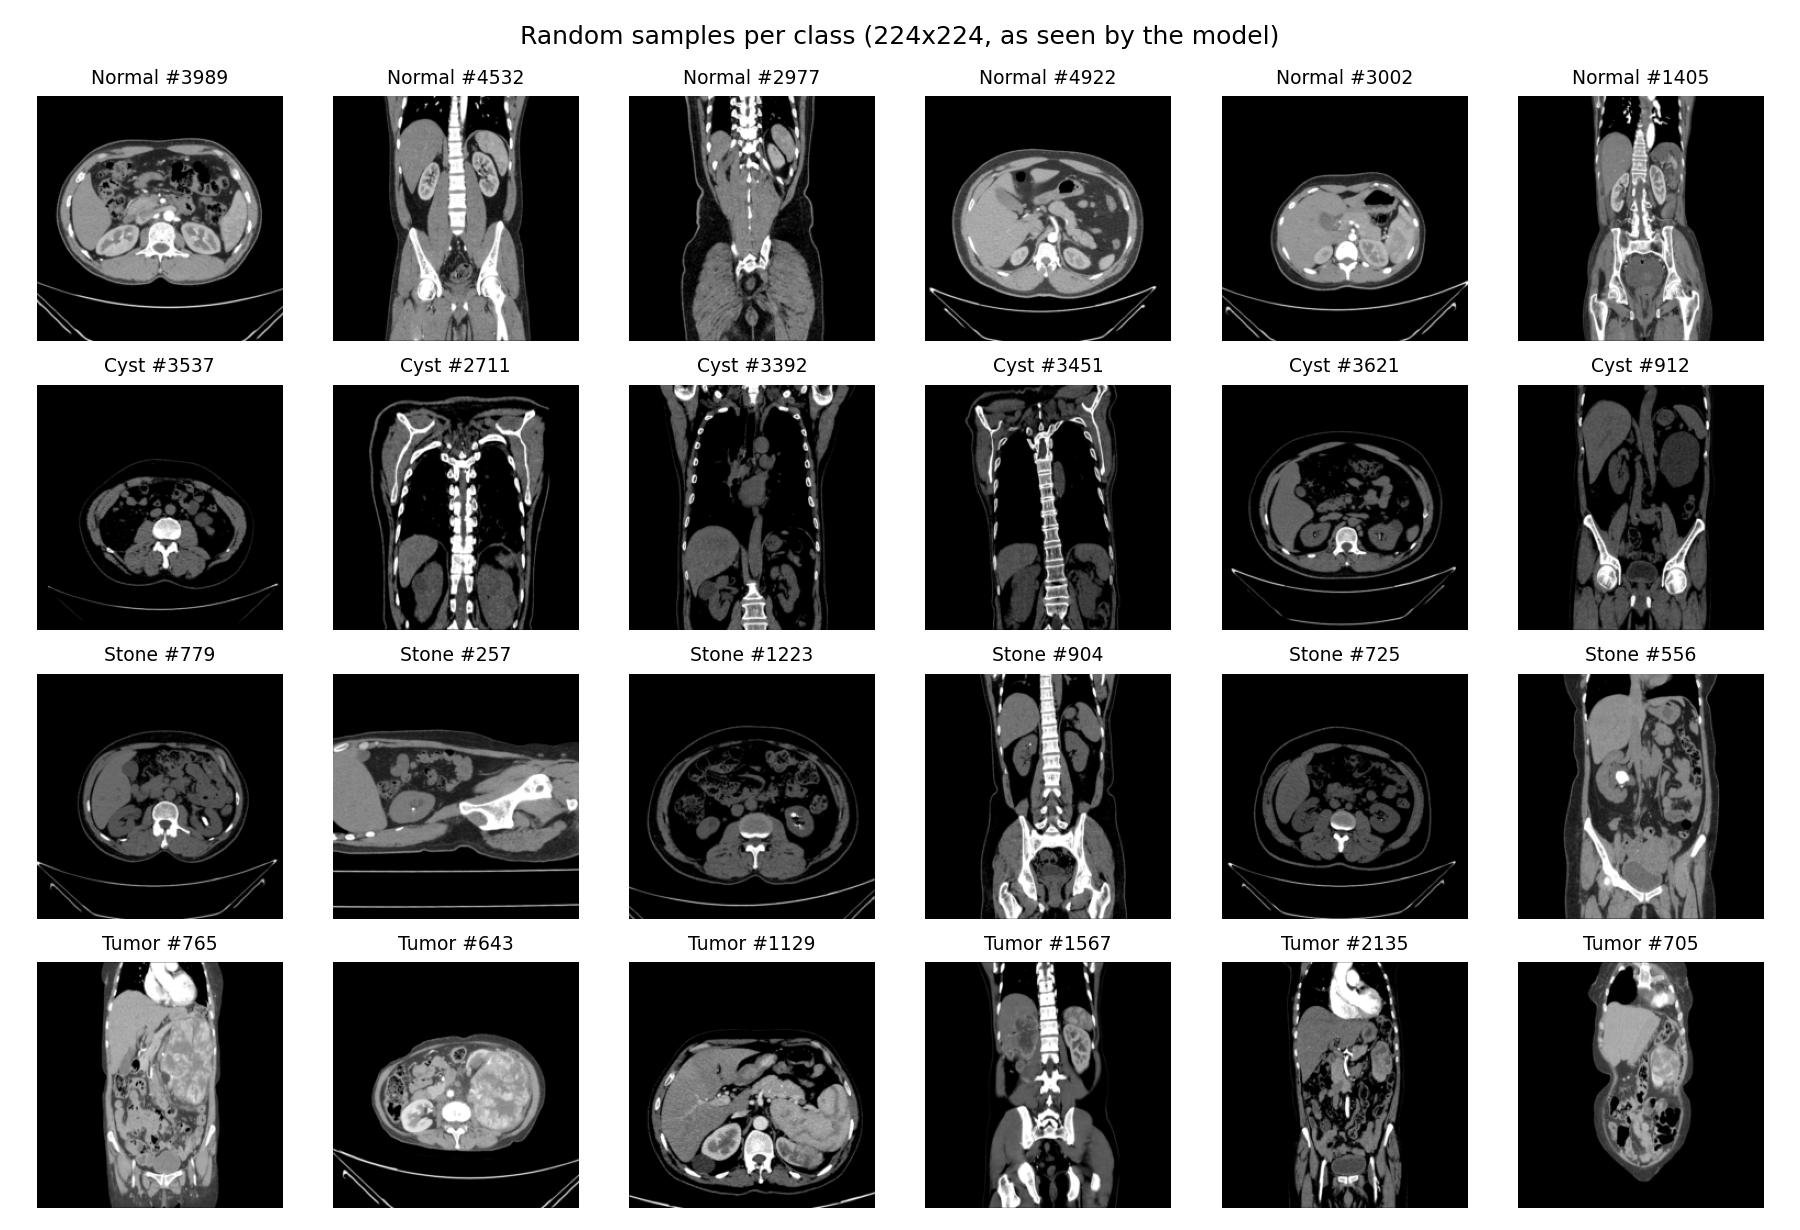 Random samples per class (224x224, as seen by the model)
Normal #3989
Normal #4532
Normal #2977
Normal #4922
Normal #3002
Normal #1405
Cyst #3537
Cyst #2711
Cyst #3392
Cyst #3451
Cyst #3621
Cyst #912
Stone #779
Stone #257
Stone #1223
Stone #904
Stone #725
Stone #556
Tumor #765
Tumor #643
Tumor #1129
Tumor #1567
Tumor #2135
Tumor #705